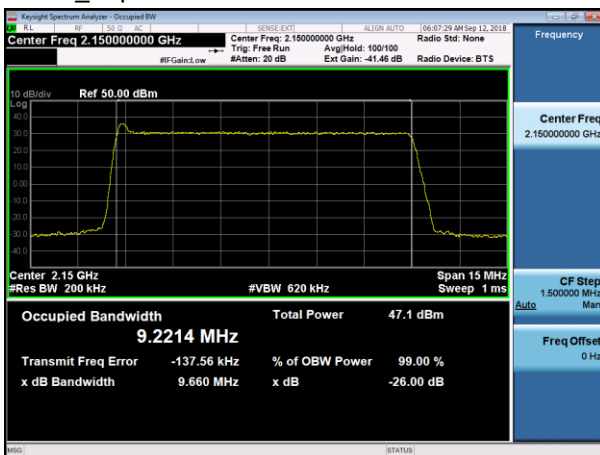 Keysight Spectrum Analyzer - Occupied BW
RL RF 50 Ω AC SENSE:EXT ALIGN AUTO 06:07:29 AM Sep 12, 2018
Center Freq 2.150000000 GHz
Center Freq: 2.150000000 GHz
Radio Std: None
Trig: Free Run Avg|Hold: 100/100
#IFGain:Low #Atten: 20 dB Ext Gain: -41.46 dB Radio Device: BTS
Frequency
10 dB/div Ref 50.00 dBm
Log
40.0
30.0
20.0
10.0
0.00
-10.0
-20.0
-30.0
-40.0
Center 2.15 GHz Span 15 MHz
#Res BW 200 kHz #VBW 620 kHz Sweep 1 ms
Occupied Bandwidth Total Power 47.1 dBm
9.2214 MHz
Transmit Freq Error -137.56 kHz % of OBW Power 99.00 %
x dB Bandwidth 9.660 MHz x dB -26.00 dB
Center Freq
2.150000000 GHz
CF Step
1.500000 MHz
Auto Man
Freq Offset
0 Hz
MSG STATUS